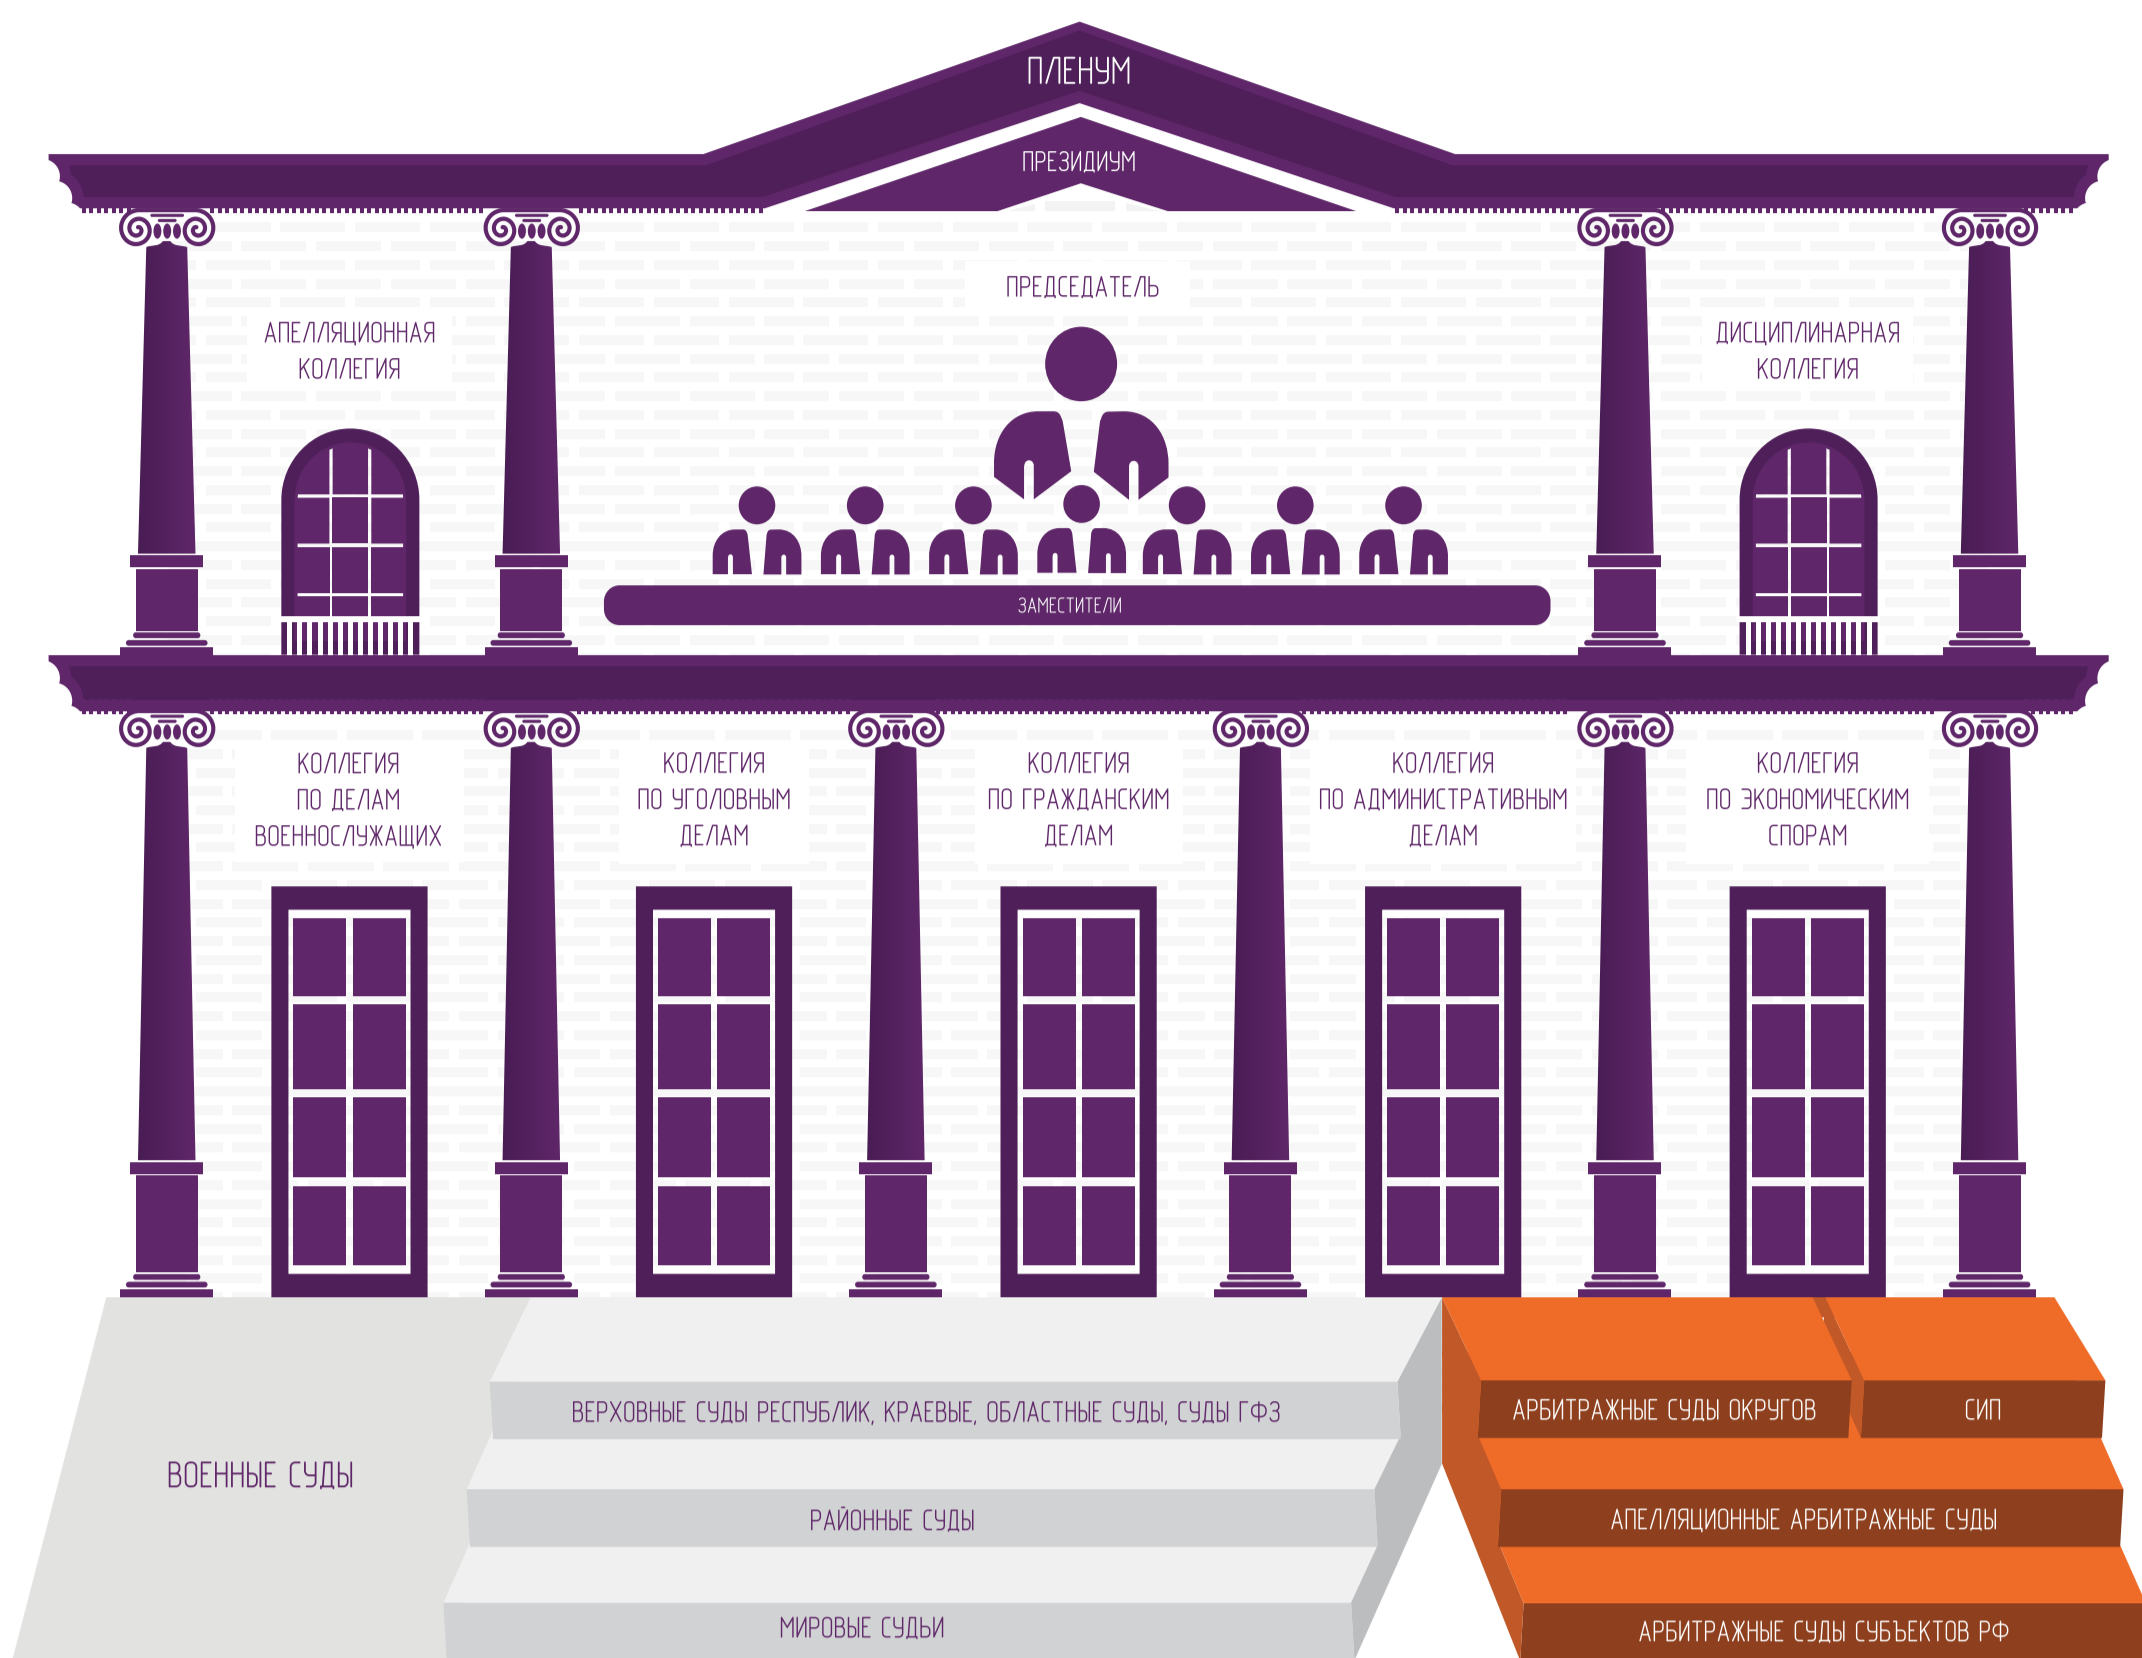 ПЛЕНУМ
ПРЕЗИДИУМ
ПРЕДСЕДАТЕЛЬ
АПЕЛЛЯЦИОННАЯ
КОЛЛЕГИЯ
ДИСЦИПЛИНАРНАЯ
КОЛЛЕГИЯ
ЗАМЕСТИТЕЛИ
КОЛЛЕГИЯ
ПО ДЕЛАМ
ВОЕННОСЛУЖАЩИХ
КОЛЛЕГИЯ
ПО УГОЛОВНЫМ
ДЕЛАМ
КОЛЛЕГИЯ
ПО ГРАЖДАНСКИМ
ДЕЛАМ
КОЛЛЕГИЯ
ПО АДМИНИСТРАТИВНЫМ
ДЕЛАМ
КОЛЛЕГИЯ
ПО ЭКОНОМИЧЕСКИМ
СПОРАМ
ВОЕННЫЕ СУДЫ
ВЕРХОВНЫЕ СУДЫ РЕСПУБЛИК, КРАЕВЫЕ, ОБЛАСТНЫЕ СУДЫ, СУДЫ ГФЗ
РАЙОННЫЕ СУДЫ
МИРОВЫЕ СУДЬИ
АРБИТРАЖНЫЕ СУДЫ ОКРУГОВ
СИП
АПЕЛЛЯЦИОННЫЕ АРБИТРАЖНЫЕ СУДЫ
АРБИТРАЖНЫЕ СУДЫ СУБЪЕКТОВ РФ